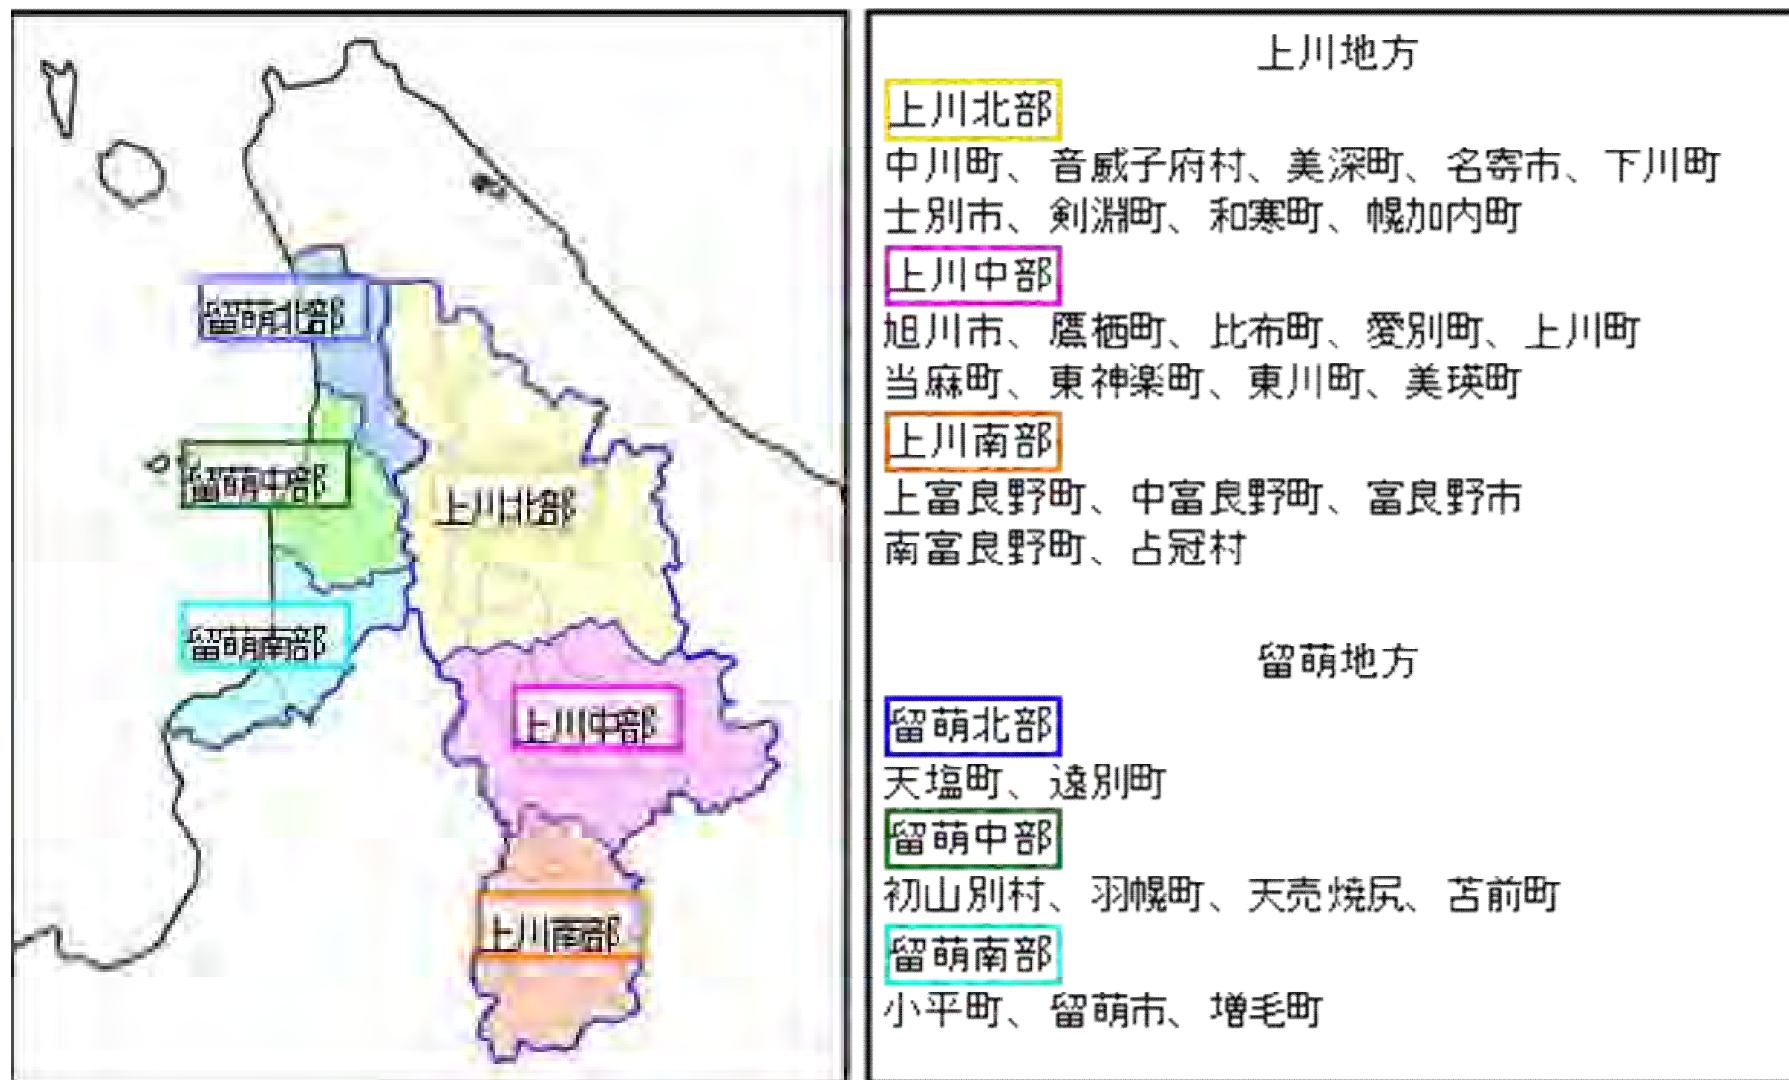 留萌北部
留萌中部
上川北部
留萌南部
上川中部
上川南部
上川地方
上川北部
中川町、音威子府村、美深町、名寄市、下川町
士別市、剣淵町、和寒町、幌加内町
上川中部
旭川市、鷹栖町、比布町、愛別町、上川町
当麻町、東神楽町、東川町、美瑛町
上川南部
上富良野町、中富良野町、富良野市
南富良野町、占冠村
留萌地方
留萌北部
天塩町、遠別町
留萌中部
初山別村、羽幌町、天売焼尻、苫前町
留萌南部
小平町、留萌市、増毛町